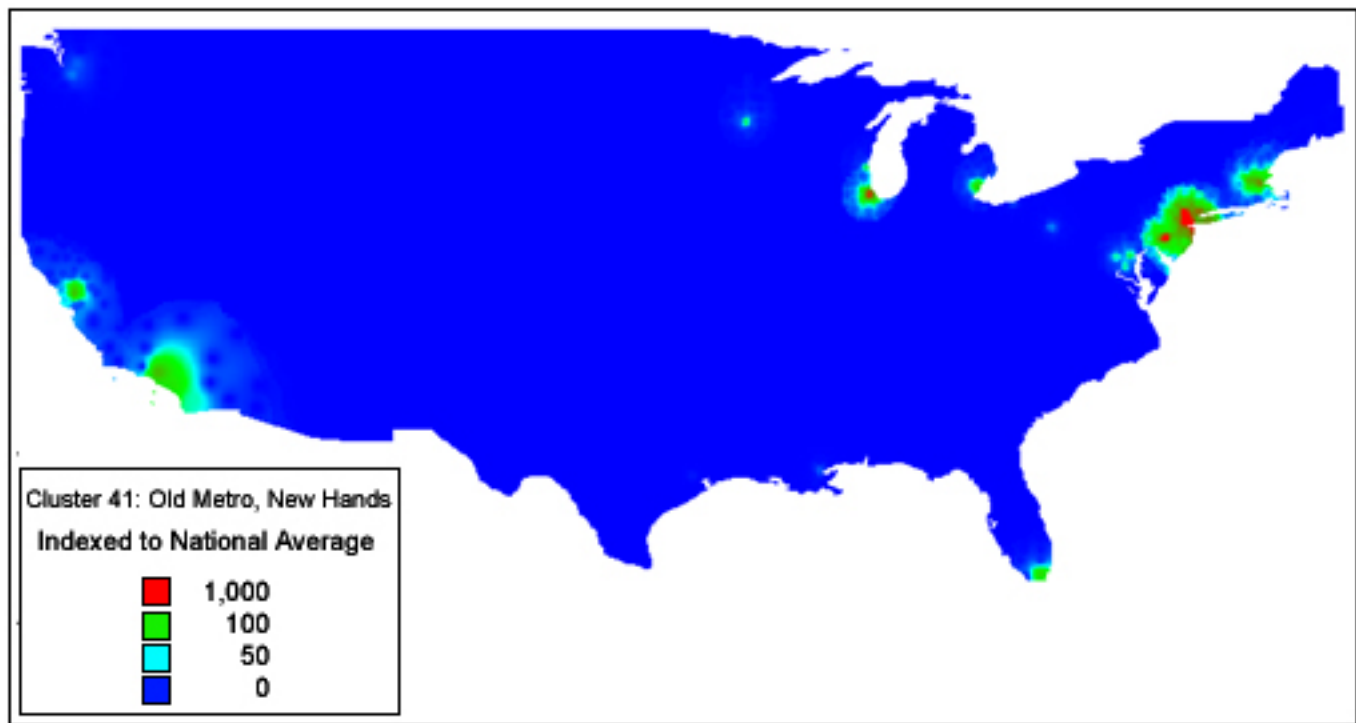 Cluster 41: Old Metro, New Hands
Indexed to National Average
1,000
100
50
0